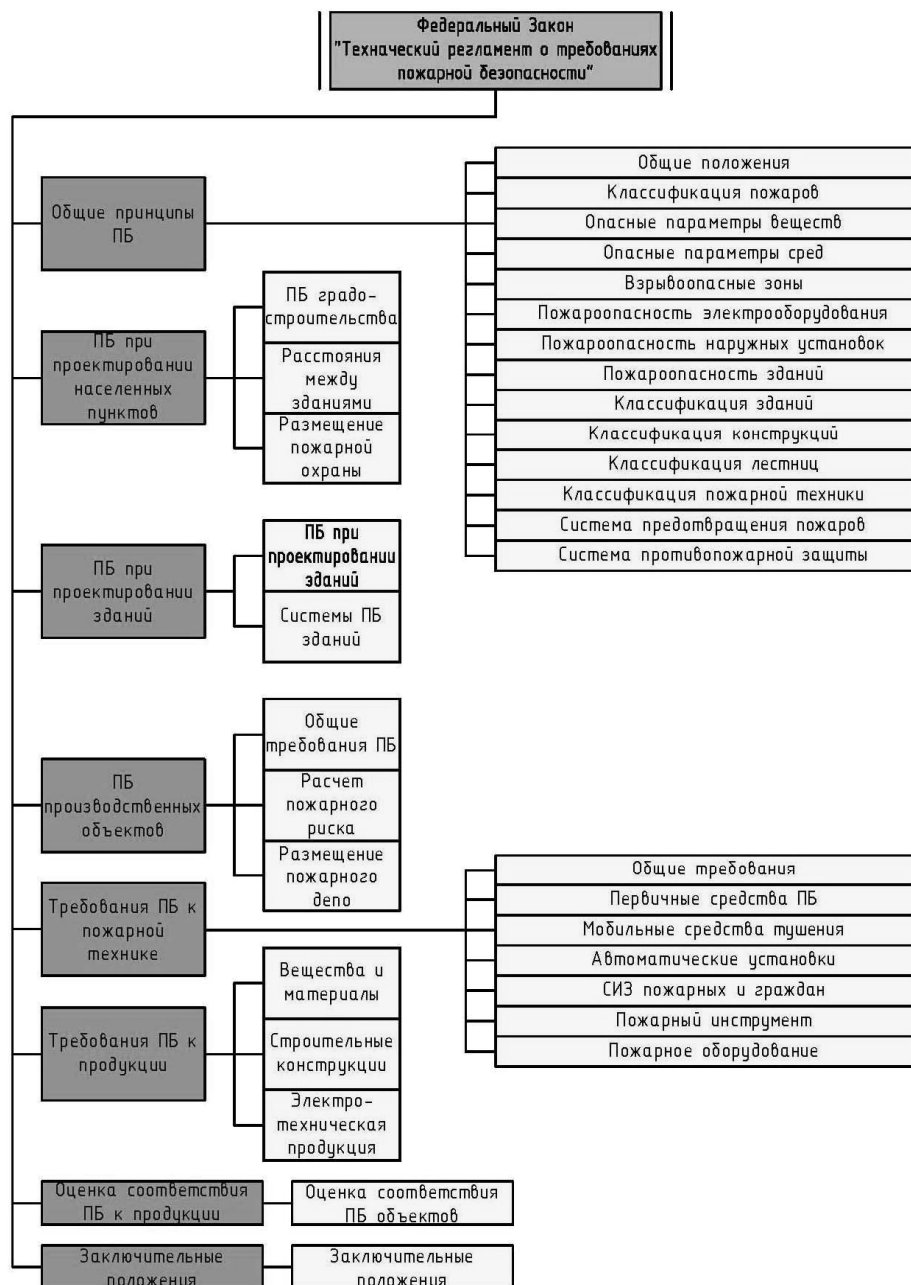 Федеральный Закон
"Техначеский регламент о требованиях
пожарной безопасности"
Общие принципы
ПБ
Общие положения
Классификация пожаров
Опасные параметры веществ
Опасные параметры сред
Взрывоопасные зоны
Пожароопасность электрооборудования
Пожароопасность наружных установок
Пожароопасность зданий
Классификация зданий
Классификация конструкций
Классификация лестниц
Классификация пожарной техники
Система предотвращения пожаров
Система противопожарной защиты
ПБ при
проектировании
населенных
пунктов
ПБ градо-
строительства
Расстояния
между
зданиями
Размещение
пожарной
охраны
ПБ при
проектировании
зданий
ПБ при
проектировании
зданий
Системы ПБ
зданий
ПБ
производственных
объектов
Общие
требования ПБ
Расчет
пожарного
риска
Размещение
пожарного
депо
Требования ПБ к
пожарной
технике
Общие требования
Первичные средства ПБ
Мобильные средства тушения
Автоматические установки
СИЗ пожарных и граждан
Пожарный инструмент
Пожарное оборудование
Требования ПБ к
продукции
Вещества и
материалы
Строительные
конструкции
Электро-
техническая
продукция
Оценка соответствия
ПБ к продукции
Оценка соответствия
ПБ объектов
Заключительные
положения
Заключительные
положения